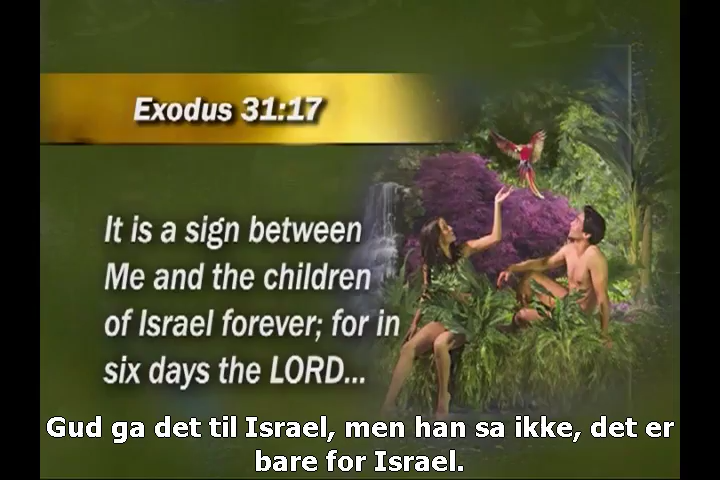 Exodus 31:17
It is a sign between
Me and the children
of Israel forever; for in
six days the LORD...
Gud ga det til Israel, men han sa ikke, det er
bare for Israel.